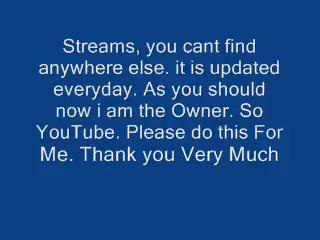 Streams, you cant find
anywhere else. it is updated
everyday. As you should
now i am the Owner. So
YouTube. Please do this For
Me. Thank you Very Much